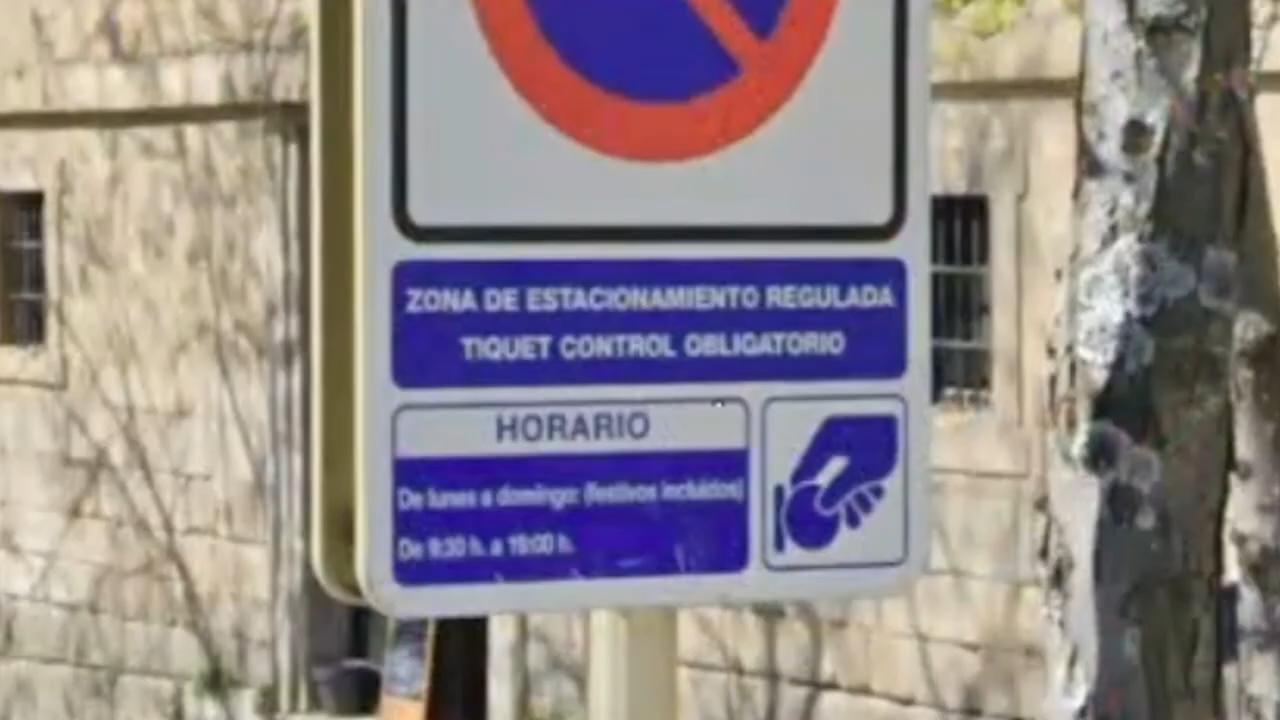 ZONA DE ESTACIONAMIENTO REGULADA
TIQUET CONTROL OBLIGATORIO
HORARIO
De lunes a domingo: (festivos incluidos)
De 9:30 h. a 19:00 h.